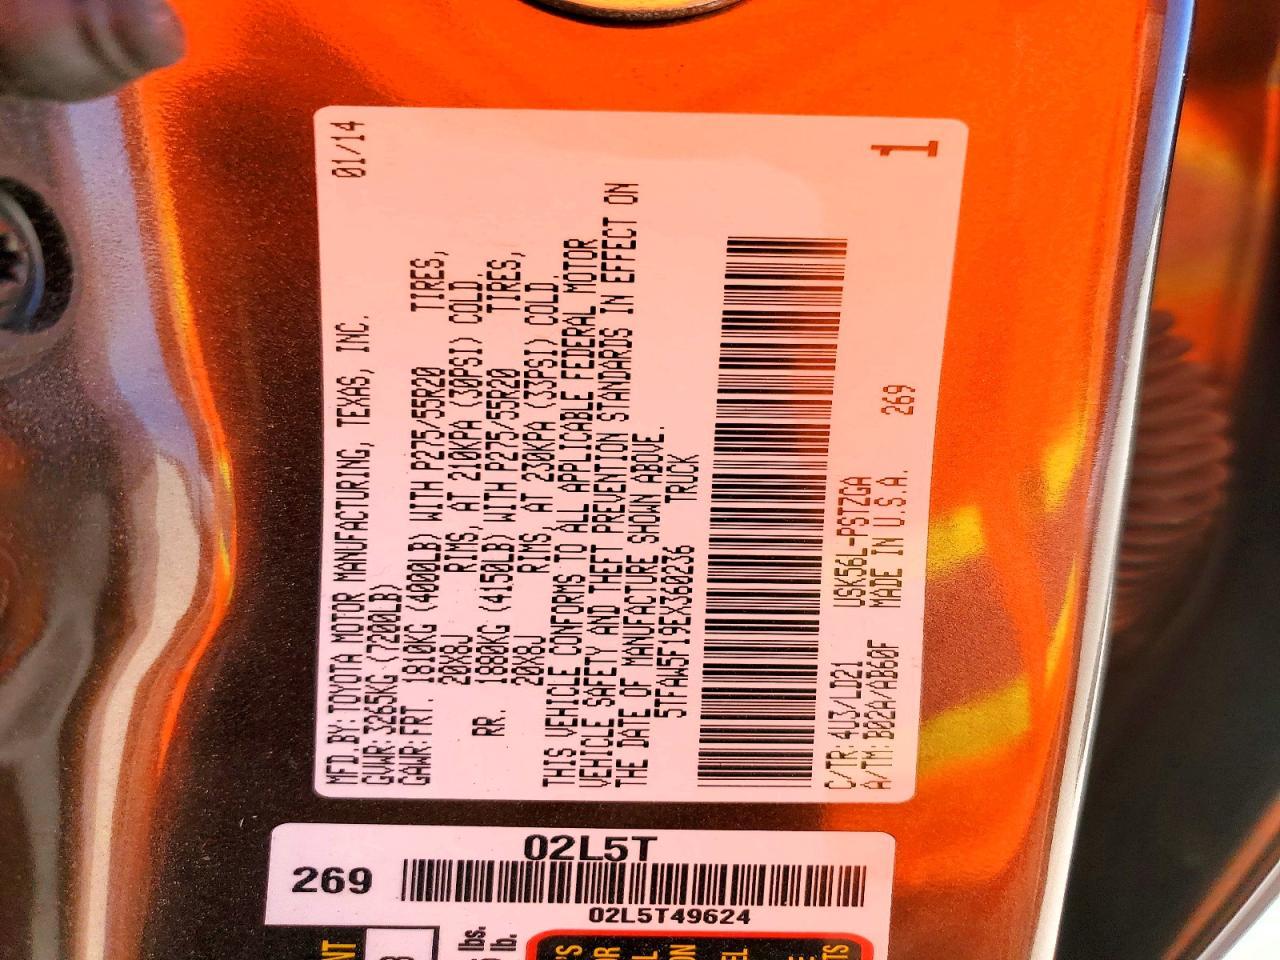 MFD.BY: TOYOTA MOTOR MANUFACTURING, TEXAS, INC. 01/14
GVWR: 3265KG (7200LB)
GAWR: FRT. 1810KG (4000LB) WITH P275/55R20 TIRES,
20X8J RIMS, AT 210KPA (30PSI) COLD.
RR. 1880KG (4150LB) WITH P275/55R20 TIRES,
20X8J RIMS, AT 230KPA (33PSI) COLD.
THIS VEHICLE CONFORMS TO ALL APPLICABLE FEDERAL MOTOR
VEHICLE SAFETY AND THEFT PREVENTION STANDARDS IN EFFECT ON
THE DATE OF MANUFACTURE SHOWN ABOVE.
5TFAW5F19EX360236 TRUCK
C/TR: 4U3/LD21 USK56L-PSTZGA 269
A/TM: B02A/AB60F MADE IN U.S.A.
1
02L5T
269
02L5T49624
lbs.
lb.